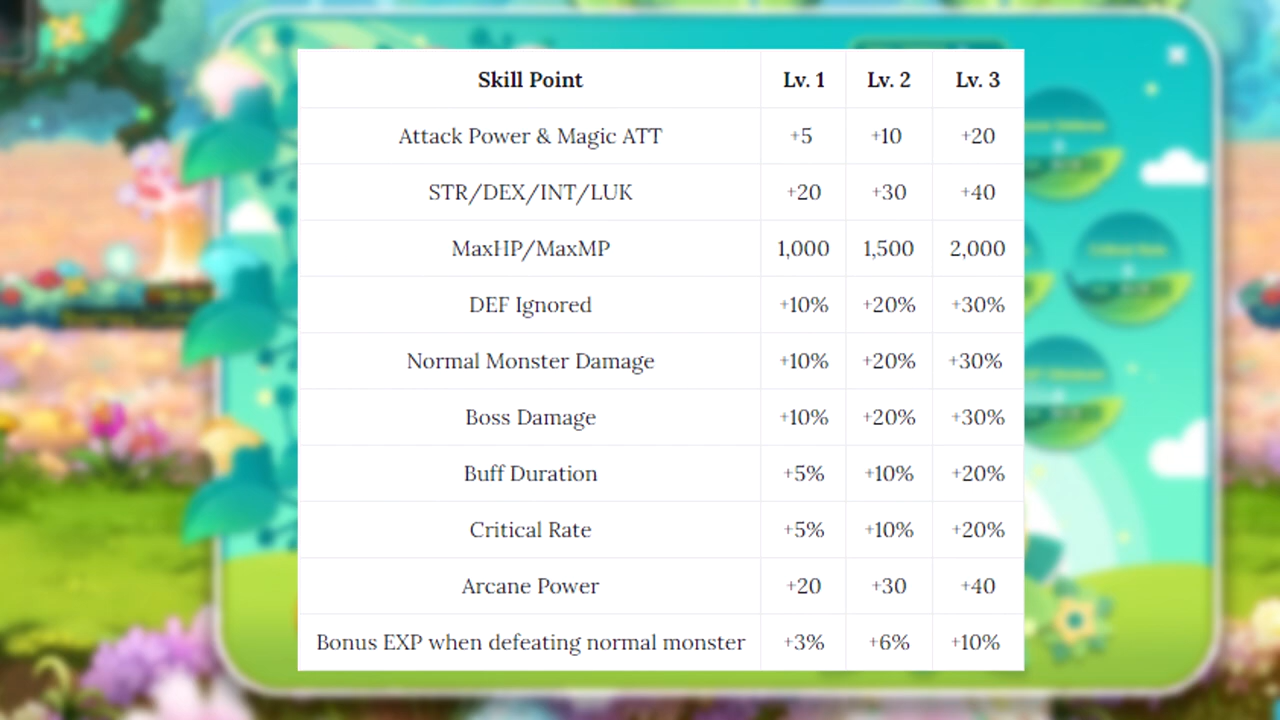 Skill Point Lv. 1 Lv. 2 Lv. 3
Attack Power & Magic ATT +5 +10 +20
STR/DEX/INT/LUK +20 +30 +40
MaxHP/MaxMP 1,000 1,500 2,000
DEF Ignored +10% +20% +30%
Normal Monster Damage +10% +20% +30%
Boss Damage +10% +20% +30%
Buff Duration +5% +10% +20%
Critical Rate +5% +10% +20%
Arcane Power +20 +30 +40
Bonus EXP when defeating normal monster +3% +6% +10%